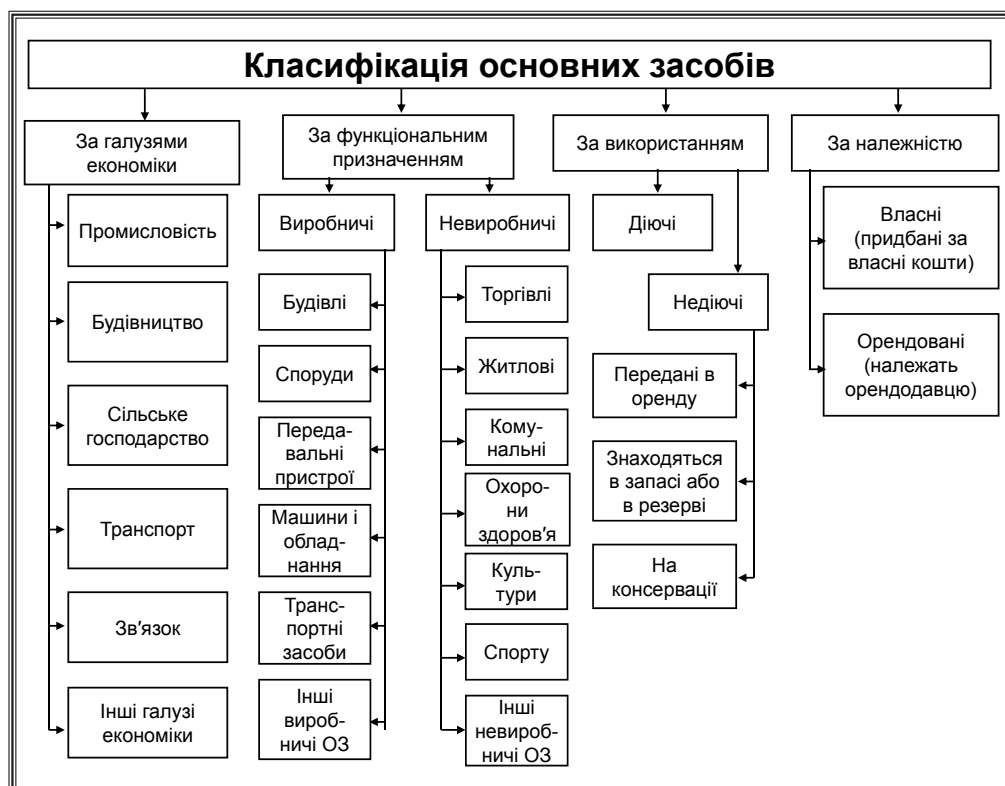 Класифікація основних засобів
За галузями
економіки
За функціональним
призначенням
За використанням
За належністю
Промисловість
Будівництво
Сільське
господарство
Транспорт
Зв'язок
Інші галузі
економіки
Виробничі
Будівлі
Споруди
Переда-
вальні
пристрої
Машини і
облад-
нання
Транс-
портні
засоби
Інші
вироб-
ничі ОЗ
Невиробничі
Торгівлі
Житлові
Кому-
нальні
Охоро-
ни
здоров'я
Куль-
тури
Спорту
Інші
невироб-
ничі ОЗ
Діючі
Недіючі
Передані в
оренду
Знаходяться
в запасі або
в резерві
На
консервації
Власні
(придбані за
власні кошти)
Орендовані
(належать
орендодавцю)